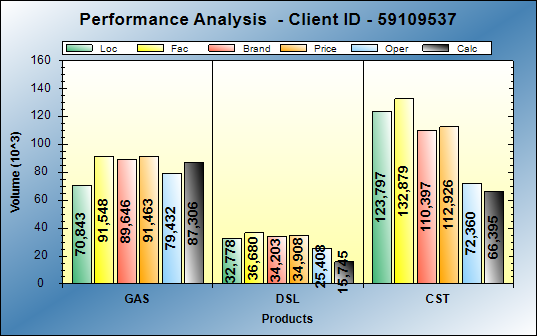 Performance Analysis - Client ID - 59109537
Loc Fac Brand Price Oper Calc
Volume (10^3)
160
140
120
100
80
60
40
20
0
70,843 91,548 89,646 91,463 79,432 87,306
32,778 36,680 34,203 34,908 25,408 15,745
123,797 132,879 110,397 112,926 72,360 66,395
GAS DSL CST
Products